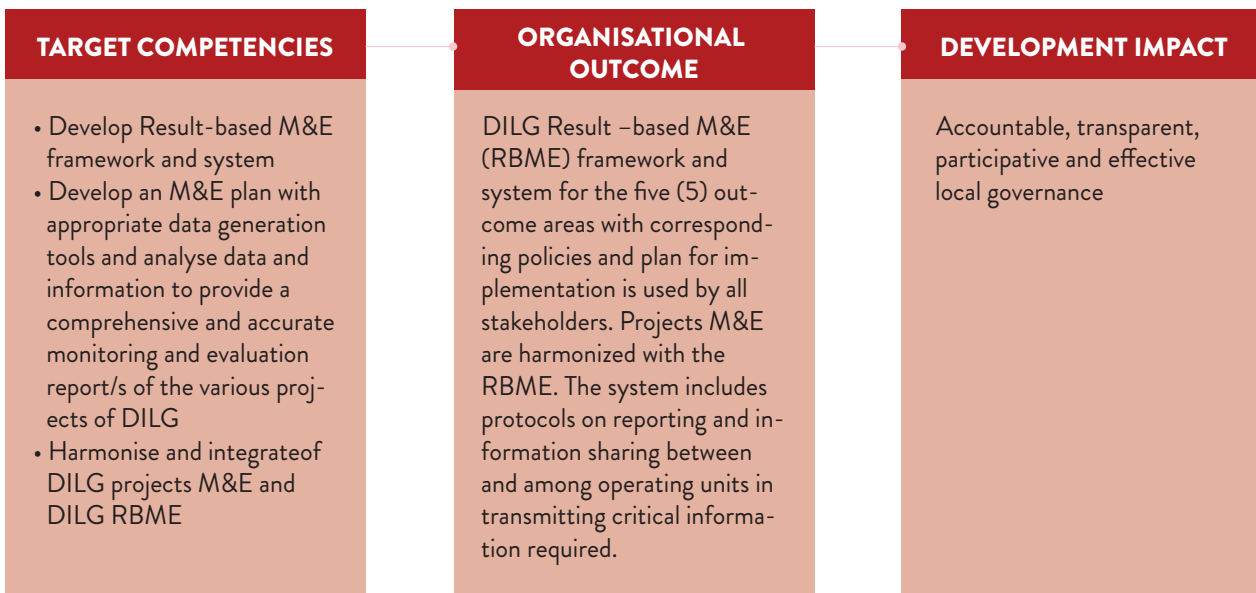 TARGET COMPETENCIES
• Develop Result-based M&E
framework and system
• Develop an M&E plan with
appropriate data generation
tools and analyse data and
information to provide a
comprehensive and accurate
monitoring and evaluation
report/s of the various proj-
ects of DILG
• Harmonise and integrateof
DILG projects M&E and
DILG RBME
ORGANISATIONAL
OUTCOME
DILG Result –based M&E
(RBME) framework and
system for the five (5) out-
come areas with correspond-
ing policies and plan for im-
plementation is used by all
stakeholders. Projects M&E
are harmonized with the
RBME. The system includes
protocols on reporting and in-
formation sharing between
and among operating units in
transmitting critical informa-
tion required.
DEVELOPMENT IMPACT
Accountable, transparent,
participative and effective
local governance